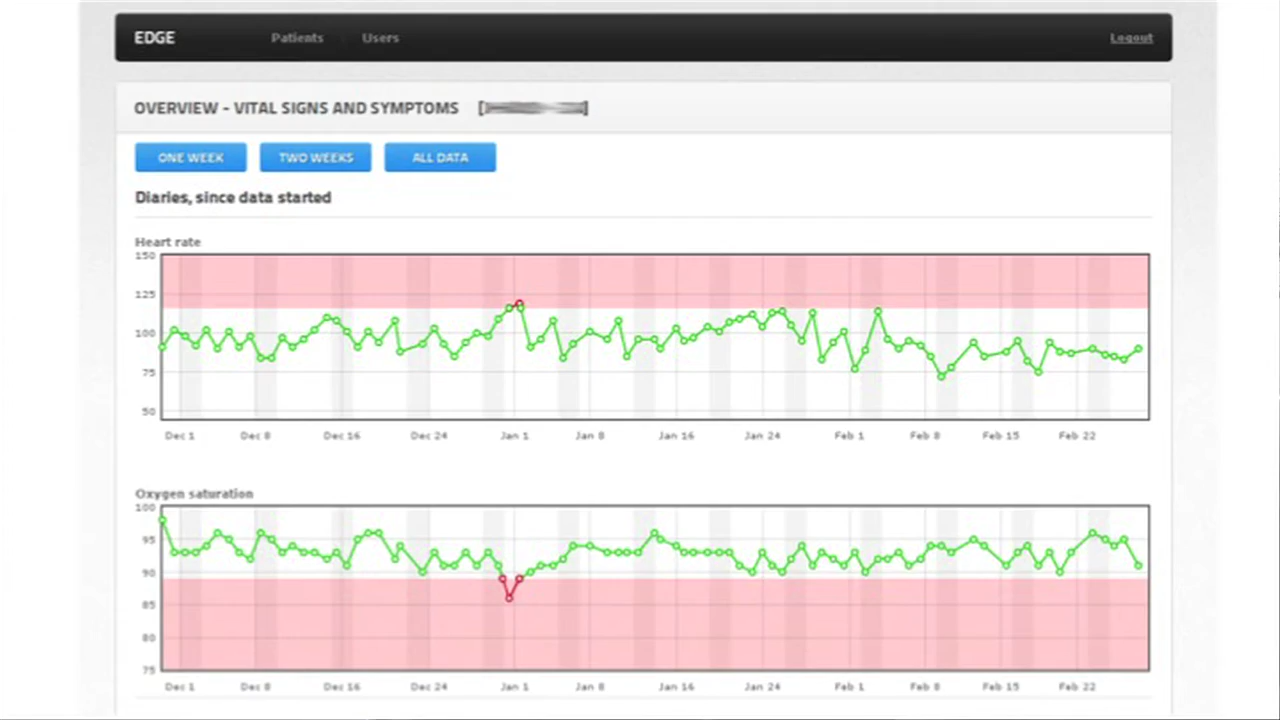 EDGE Patients Users Logout
OVERVIEW - VITAL SIGNS AND SYMPTOMS
ONE WEEK TWO WEEKS ALL DATA
Diaries, since data started
Heart rate
150
125
100
75
50
Dec 1 Dec 8 Dec 16 Dec 24 Jan 1 Jan 8 Jan 16 Jan 24 Feb 1 Feb 8 Feb 15 Feb 22
Oxygen saturation
100
95
90
85
80
75
Dec 1 Dec 8 Dec 16 Dec 24 Jan 1 Jan 8 Jan 16 Jan 24 Feb 1 Feb 8 Feb 15 Feb 22